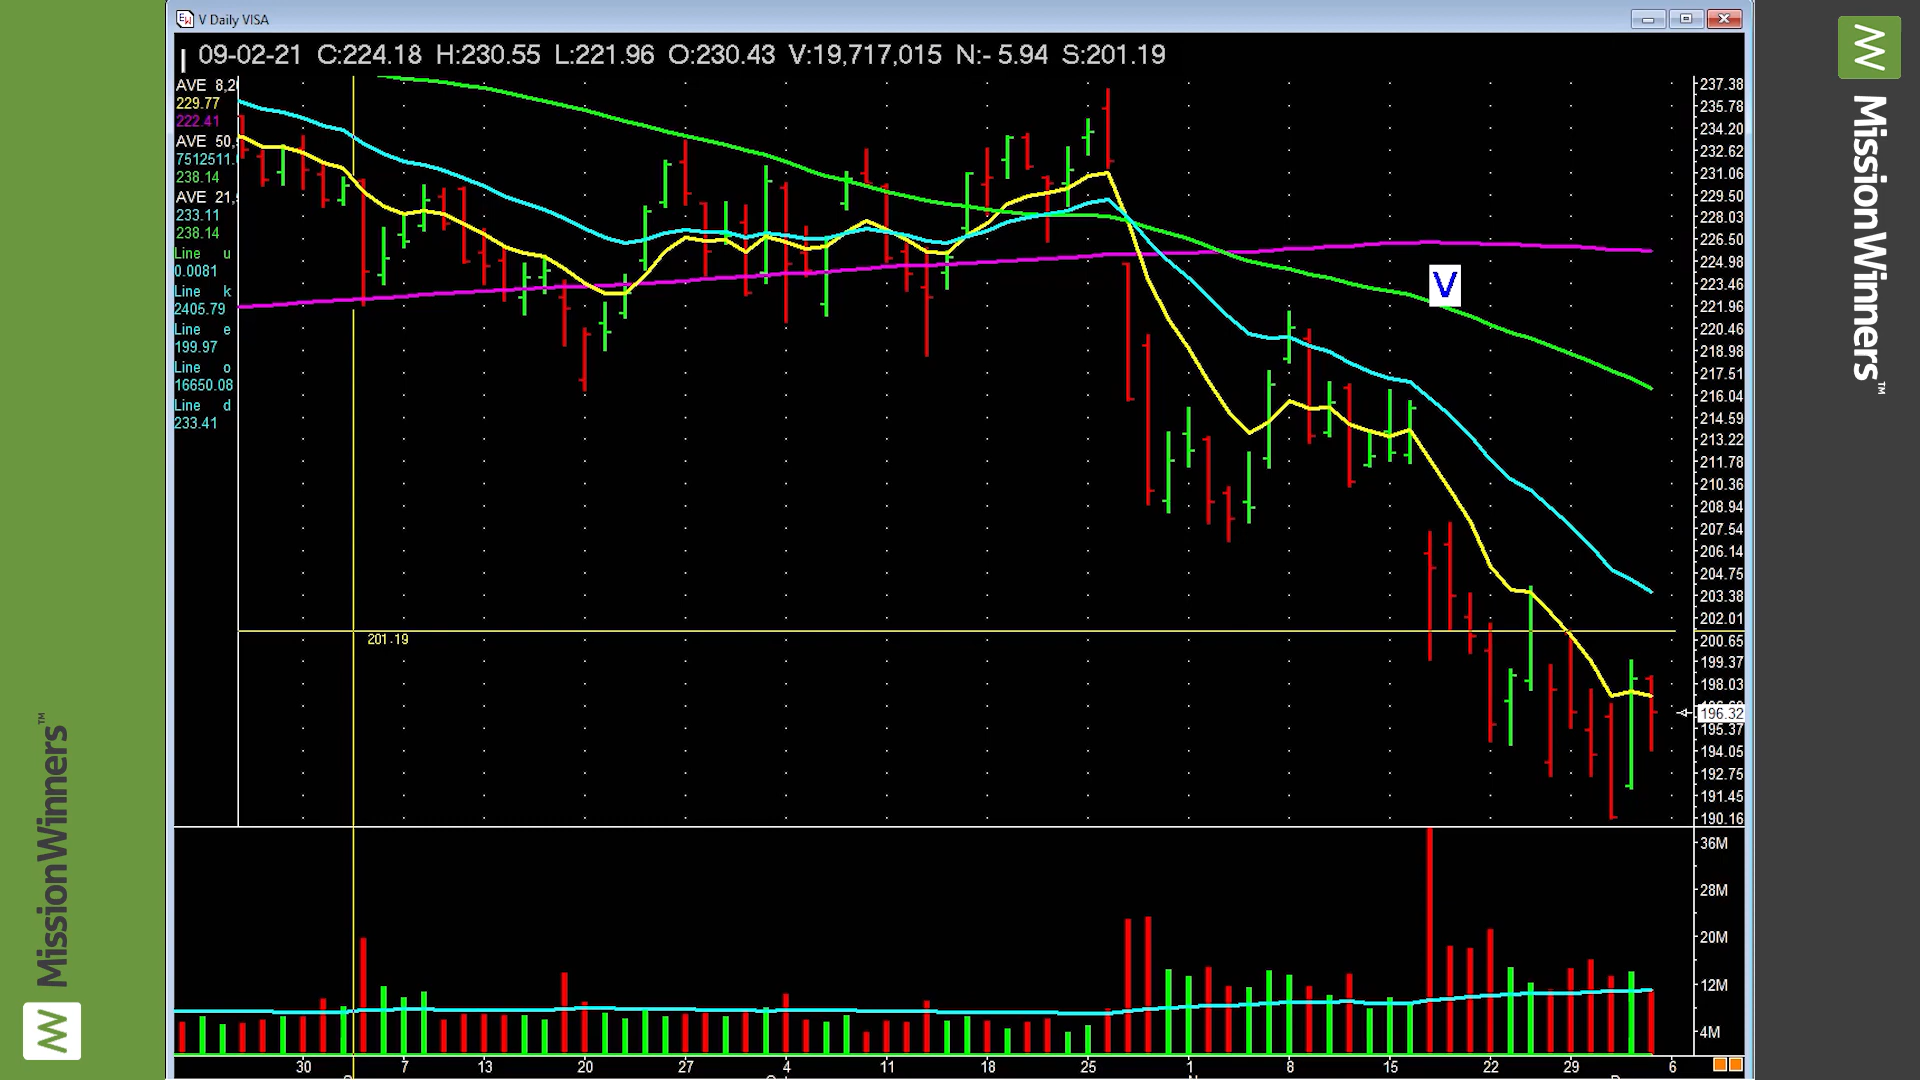 V Daily VISA
09-02-21 C:224.18 H:230.55 L:221.96 O:230.43 V:19,717,015 N:- 5.94 S:201.19
AVE 8,2
229.77
222.41
AVE 50,
7512511.
238.14
AVE 21,
233.11
238.14
Line u
0.0081
Line k
2405.79
Line e
199.97
Line o
16650.08
Line d
233.41
V
201.19
237.38
235.78
234.20
232.62
231.06
229.50
228.03
226.50
224.98
223.46
221.96
220.46
218.98
217.51
216.04
214.59
213.22
211.78
210.36
208.94
207.54
206.14
204.75
203.38
202.01
200.65
199.37
198.03
196.32
195.37
194.05
192.75
191.45
190.16
36M
28M
20M
12M
4M
30 7 13 20 27 4 11 18 25 1 8 15 22 29 6
MissionWinners™
MissionWinners™